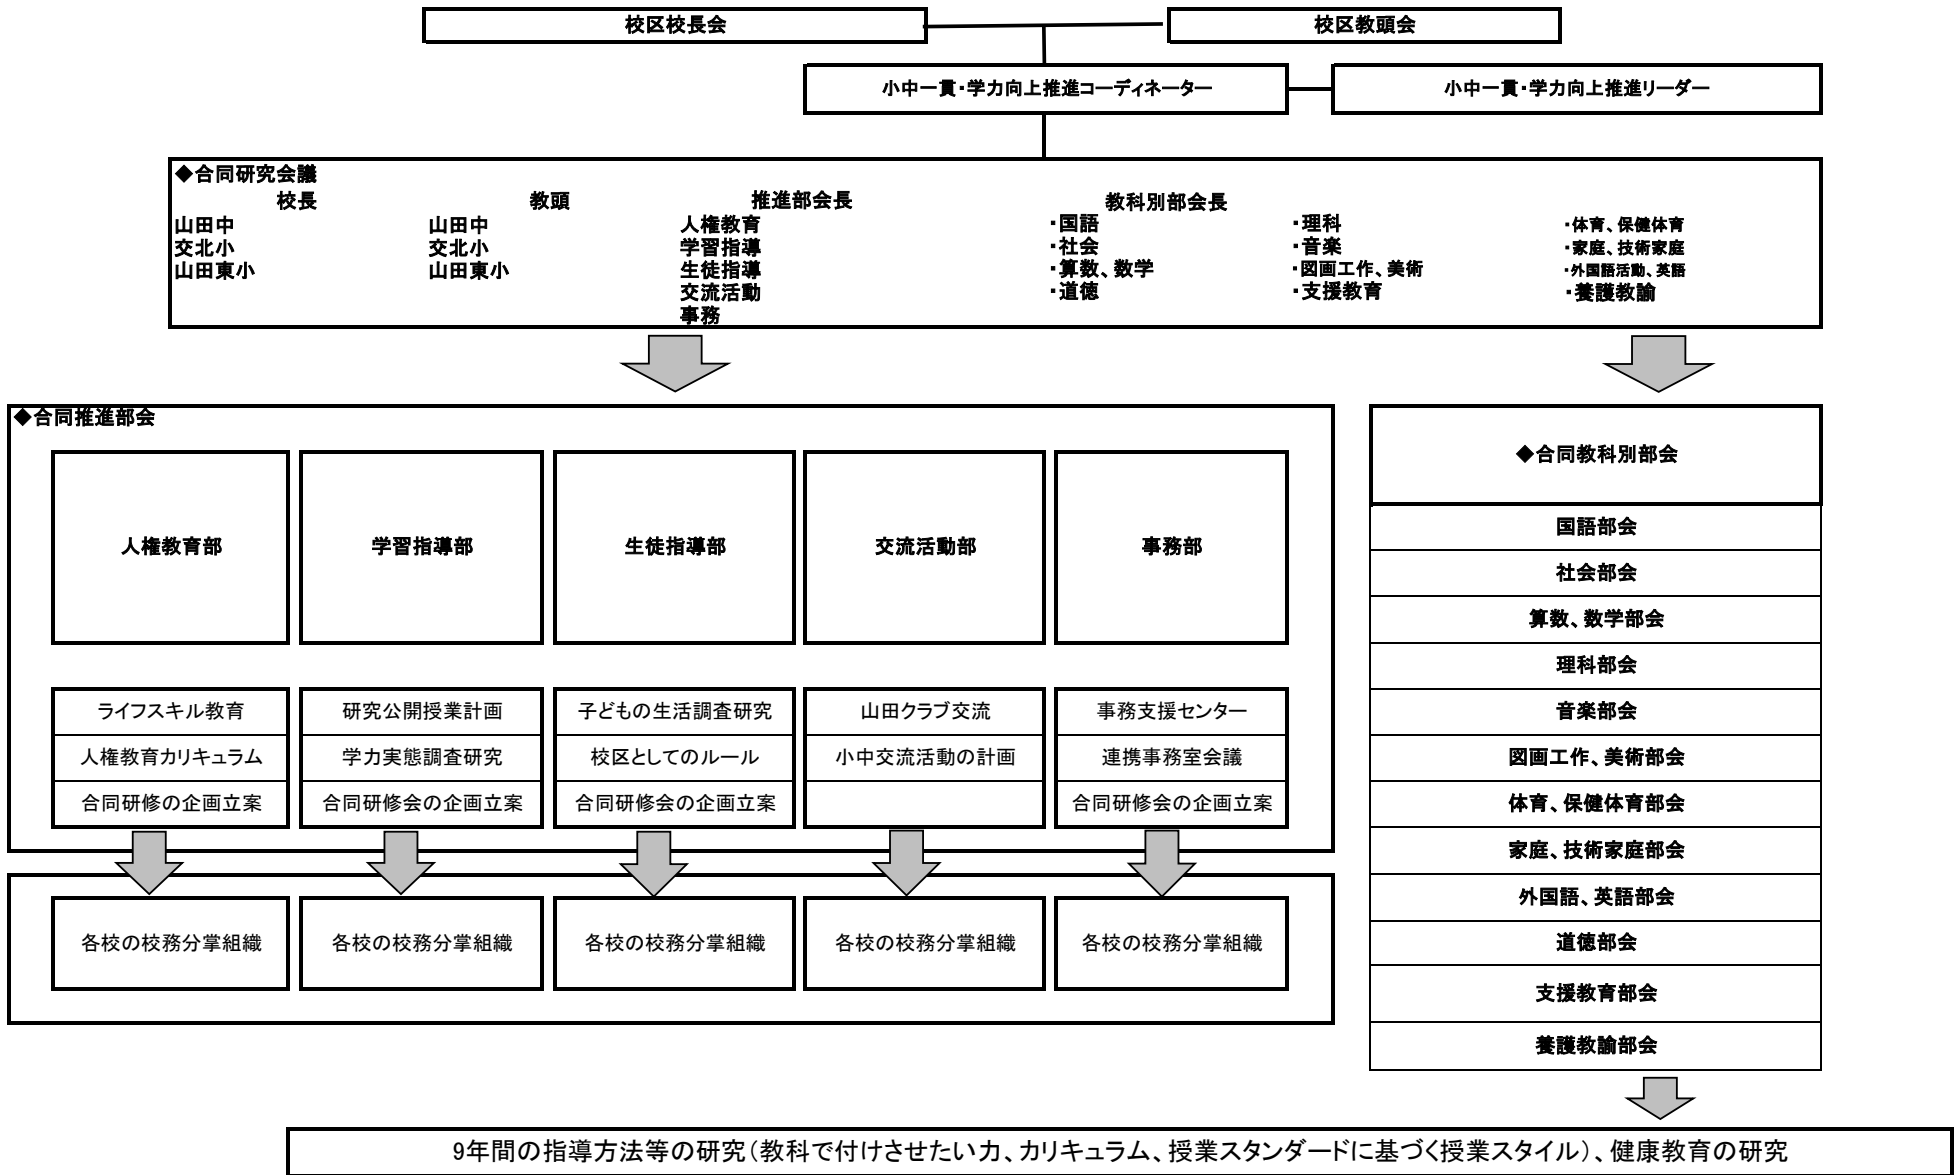 校区校長会
校区教頭会
小中一貫・学力向上推進コーディネーター
小中一貫・学力向上推進リーダー
◆合同研究会議
校長
教頭
推進部会長
教科別部会長
山田中
交北小
山田東小
山田中
交北小
山田東小
人権教育
学習指導
生徒指導
交流活動
事務
・国語
・社会
・算数、数学
・道徳
・理科
・音楽
・図画工作、美術
・支援教育
・体育、保健体育
・家庭、技術家庭
・外国語活動、英語
・養護教諭
◆合同推進部会
人権教育部
学習指導部
生徒指導部
交流活動部
事務部
ライフスキル教育
人権教育カリキュラム
合同研修の企画立案
研究公開授業計画
学力実態調査研究
合同研修会の企画立案
子どもの生活調査研究
校区としてのルール
合同研修会の企画立案
山田クラブ交流
小中交流活動の計画
事務支援センター
連携事務室会議
合同研修会の企画立案
各校の校務分掌組織
各校の校務分掌組織
各校の校務分掌組織
各校の校務分掌組織
各校の校務分掌組織
◆合同教科別部会
国語部会
社会部会
算数、数学部会
理科部会
音楽部会
図画工作、美術部会
体育、保健体育部会
家庭、技術家庭部会
外国語、英語部会
道徳部会
支援教育部会
養護教諭部会
9年間の指導方法等の研究（教科で付けさせたい力、カリキュラム、授業スタンダードに基づく授業スタイル）、健康教育の研究